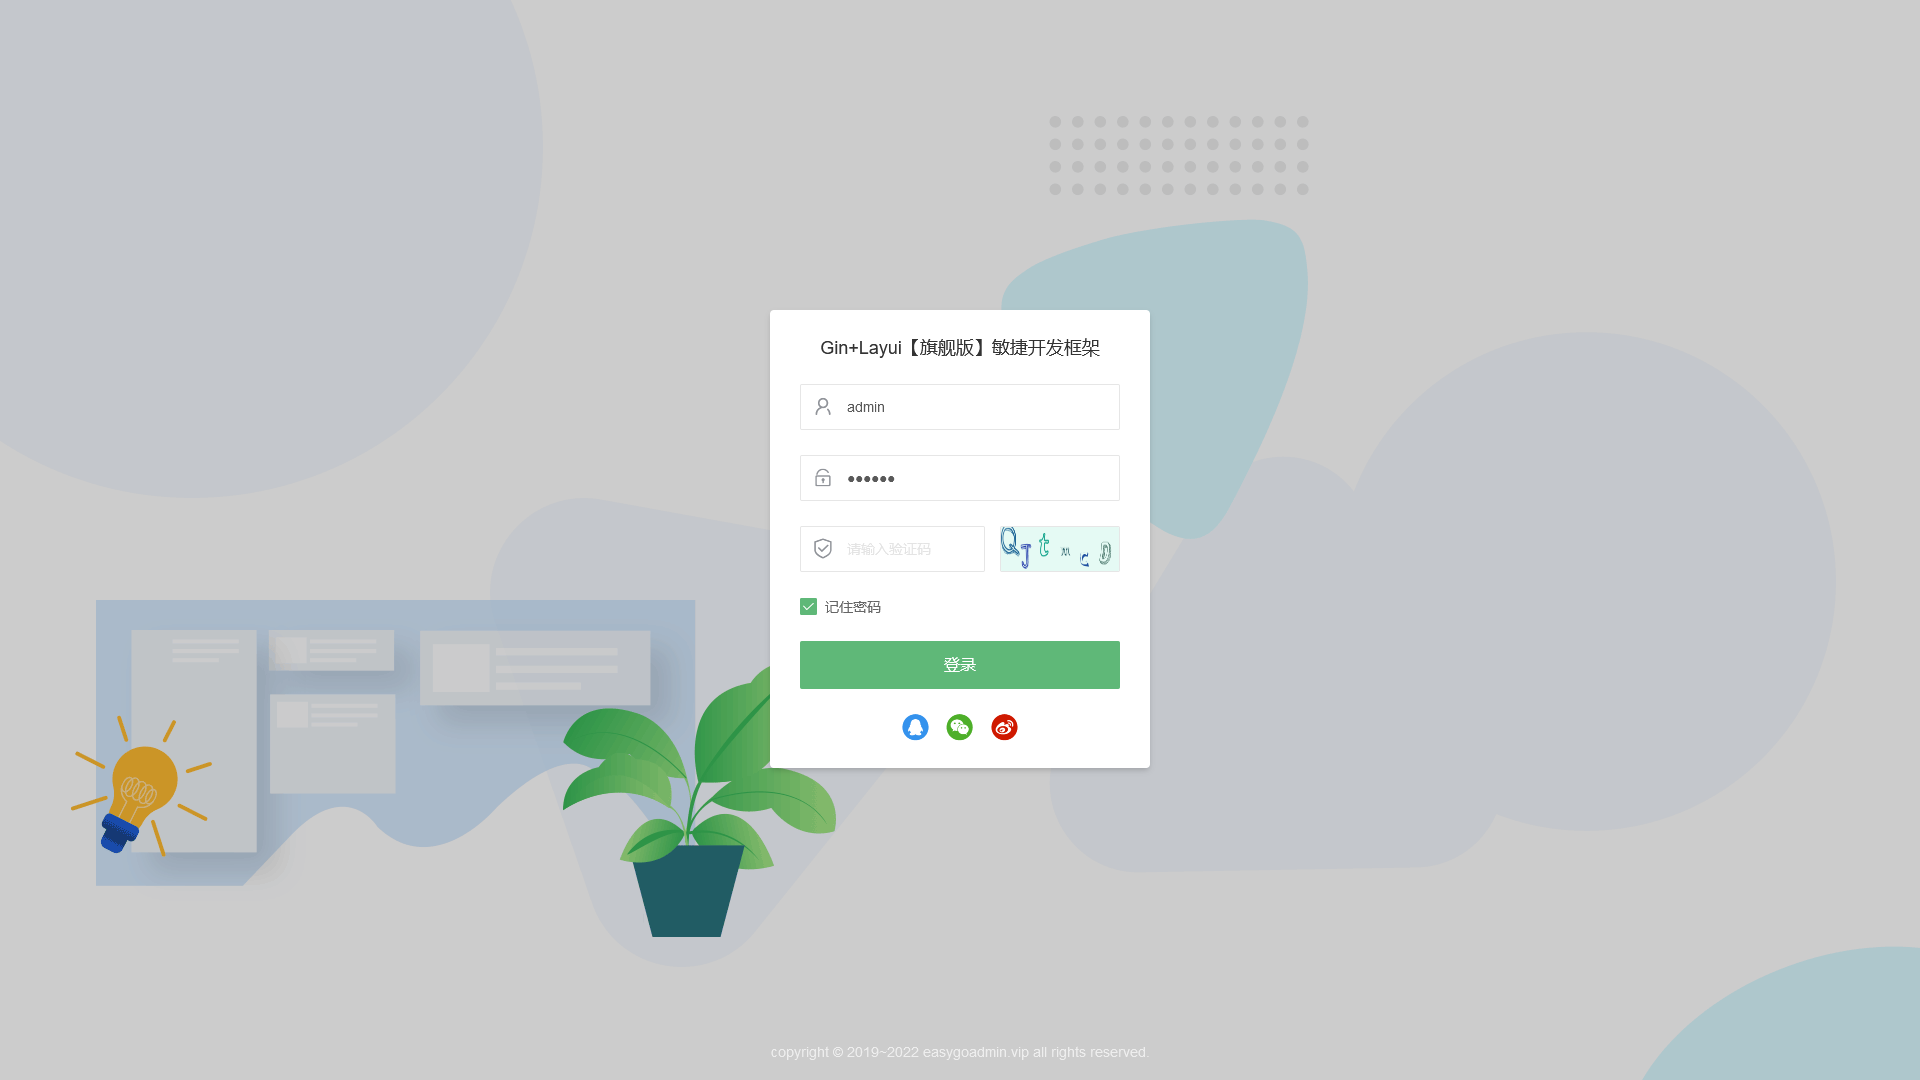 Gin+Layui【旗舰版】敏捷开发框架
admin
请输入验证码
记住密码
登录
copyright © 2019~2022 easygoadmin.vip all rights reserved.